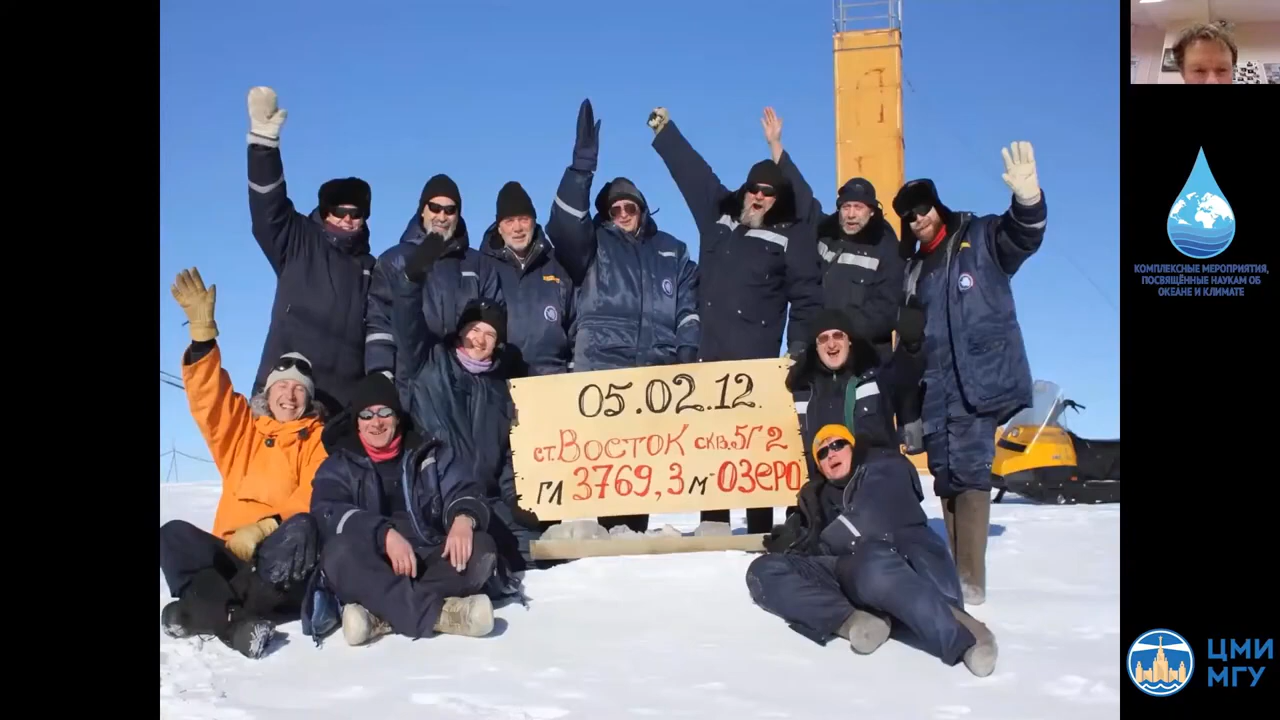 05.02.12.
ст. ВОСТОК скв. 5Г2
гл 3769,3 м - ОЗЕРО
КОМПЛЕКСНЫЕ МЕРОПРИЯТИЯ,
ПОСВЯЩЁННЫЕ НАУКАМ ОБ
ОКЕАНЕ И КЛИМАТЕ
ЦМИ
МГУ